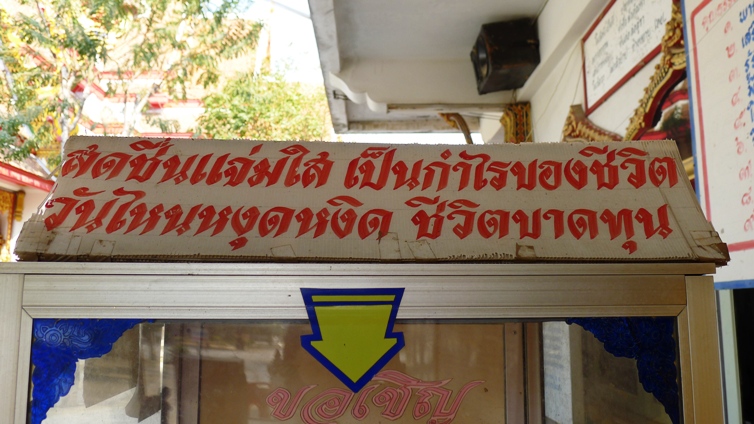 สดชื่นแจ่มใส เป็นกำไรของชีวิต
วันไหนหงุดหงิด ชีวิตขาดทุน
ขอเชิญ